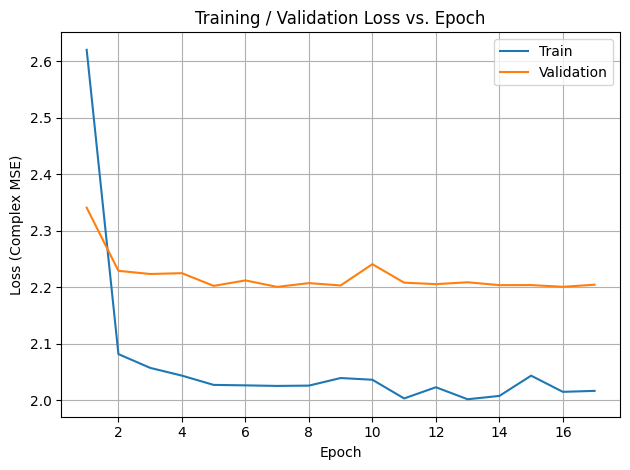 Training / Validation Loss vs. Epoch
Train
Validation
Loss (Complex MSE)
2.6
2.5
2.4
2.3
2.2
2.1
2.0
2 4 6 8 10 12 14 16
Epoch